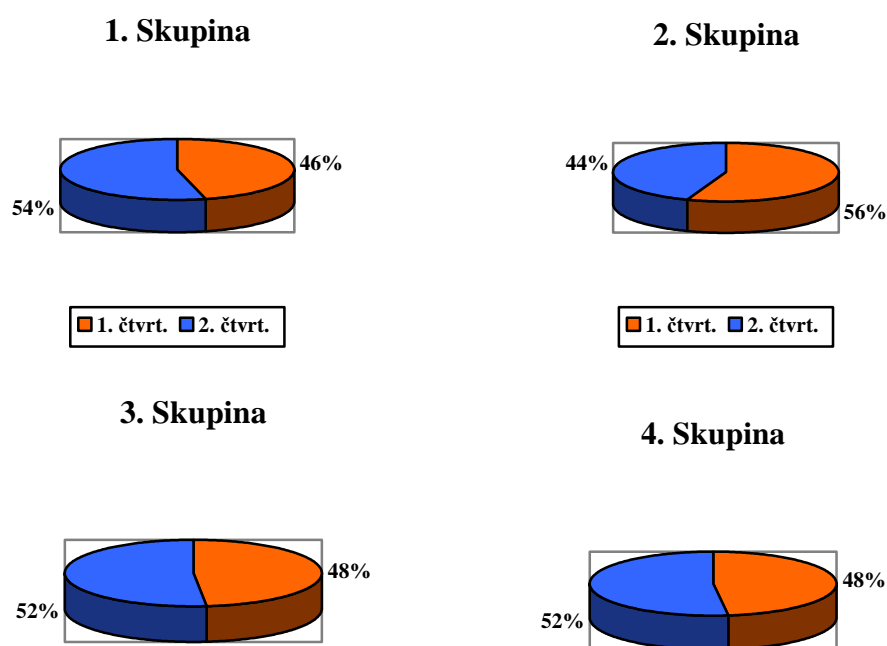 1. Skupina
46%
54%
1. čtvrt. 2. čtvrt.
2. Skupina
44%
56%
1. čtvrt. 2. čtvrt.
3. Skupina
48%
52%
4. Skupina
48%
52%